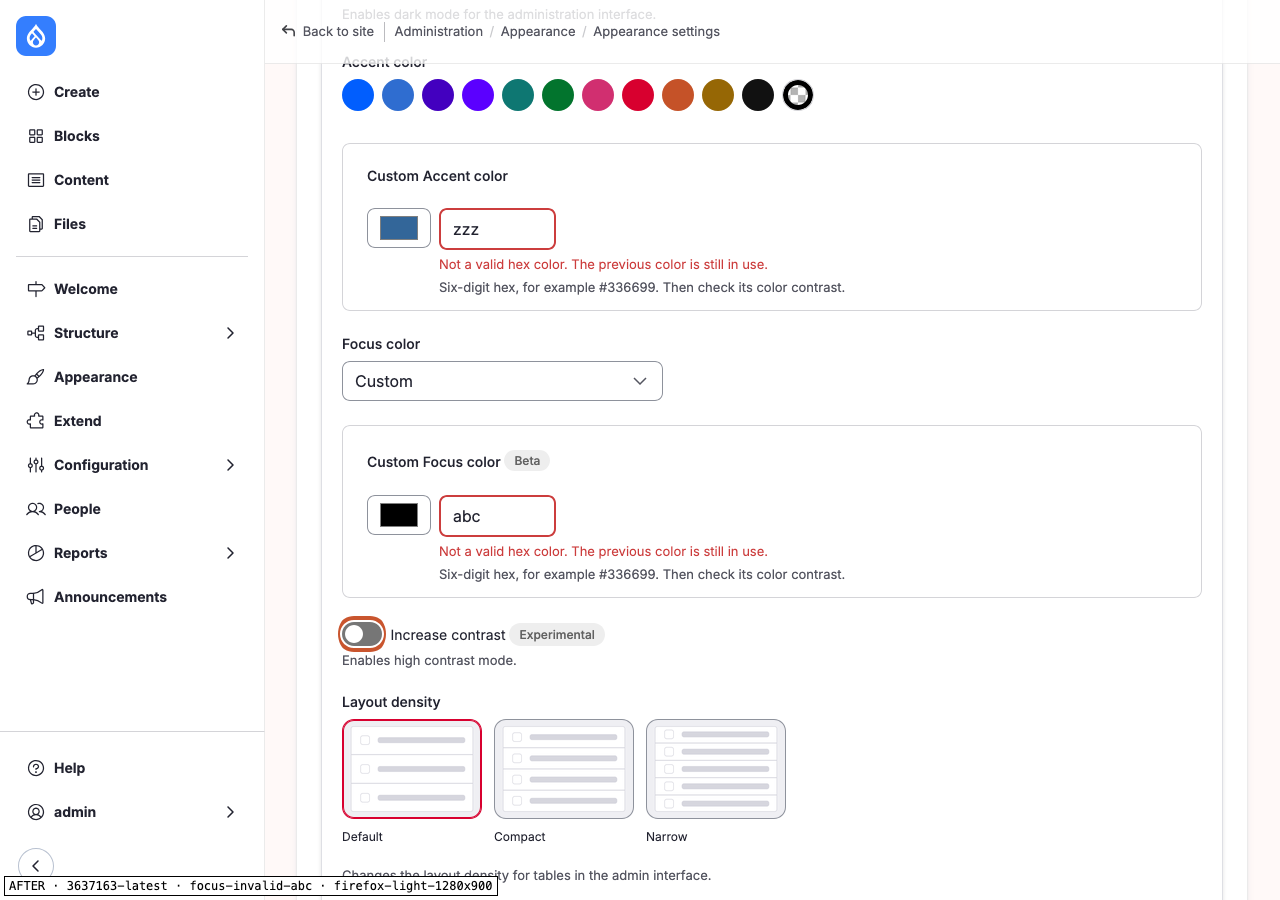 Enables dark mode for the administration interface.
Back to site
Administration / Appearance / Appearance settings
Accent color
Create
Blocks
Content
Files
Welcome
Structure
Appearance
Extend
Configuration
People
Reports
Announcements
Help
admin
Custom Accent color
zzz
Not a valid hex color. The previous color is still in use.
Six-digit hex, for example #336699. Then check its color contrast.
Focus color
Custom
Custom Focus color Beta
abc
Not a valid hex color. The previous color is still in use.
Six-digit hex, for example #336699. Then check its color contrast.
Increase contrast Experimental
Enables high contrast mode.
Layout density
Default
Compact
Narrow
Changes the layout density for tables in the admin interface.
AFTER · 3637163-latest · focus-invalid-abc · firefox-light-1280x900